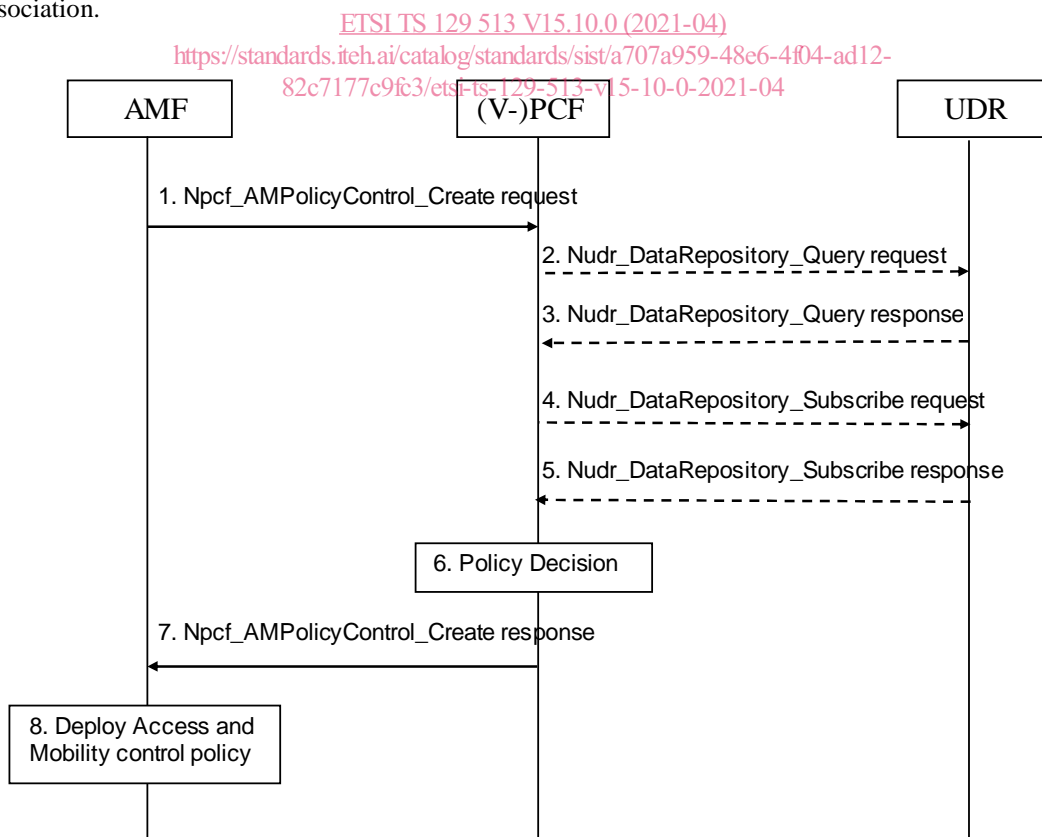 sociation.
ETSI TS 129 513 V15.10.0 (2021-04)
https://standards.iteh.ai/catalog/standards/sist/a707a959-48e6-4f04-ad12-
82c7177c9fc3/etsi-ts-129-513-v15-10-0-2021-04
AMF
(V-)PCF
UDR
1. Npcf_AMPolicyControl_Create request
2. Nudr_DataRepository_Query request
3. Nudr_DataRepository_Query response
4. Nudr_DataRepository_Subscribe request
5. Nudr_DataRepository_Subscribe response
6. Policy Decision
7. Npcf_AMPolicyControl_Create response
8. Deploy Access and
Mobility control policy